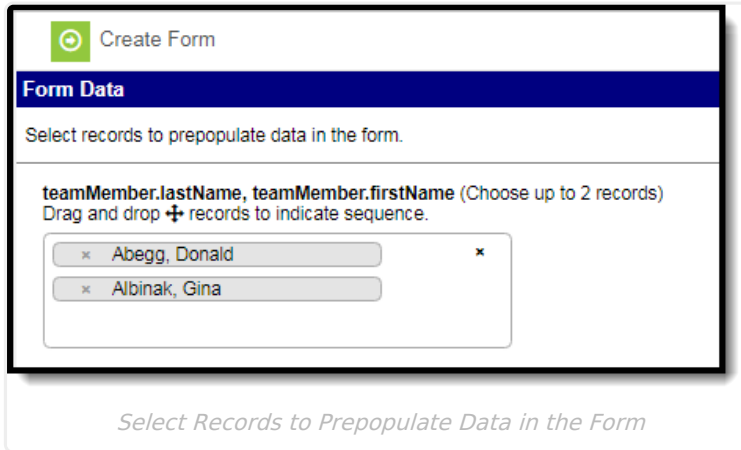 Create Form
Form Data
Select records to prepopulate data in the form.
teamMember.lastName, teamMember.firstName (Choose up to 2 records)
Drag and drop records to indicate sequence.
× Abegg, Donald ×
× Albinak, Gina
Select Records to Prepopulate Data in the Form